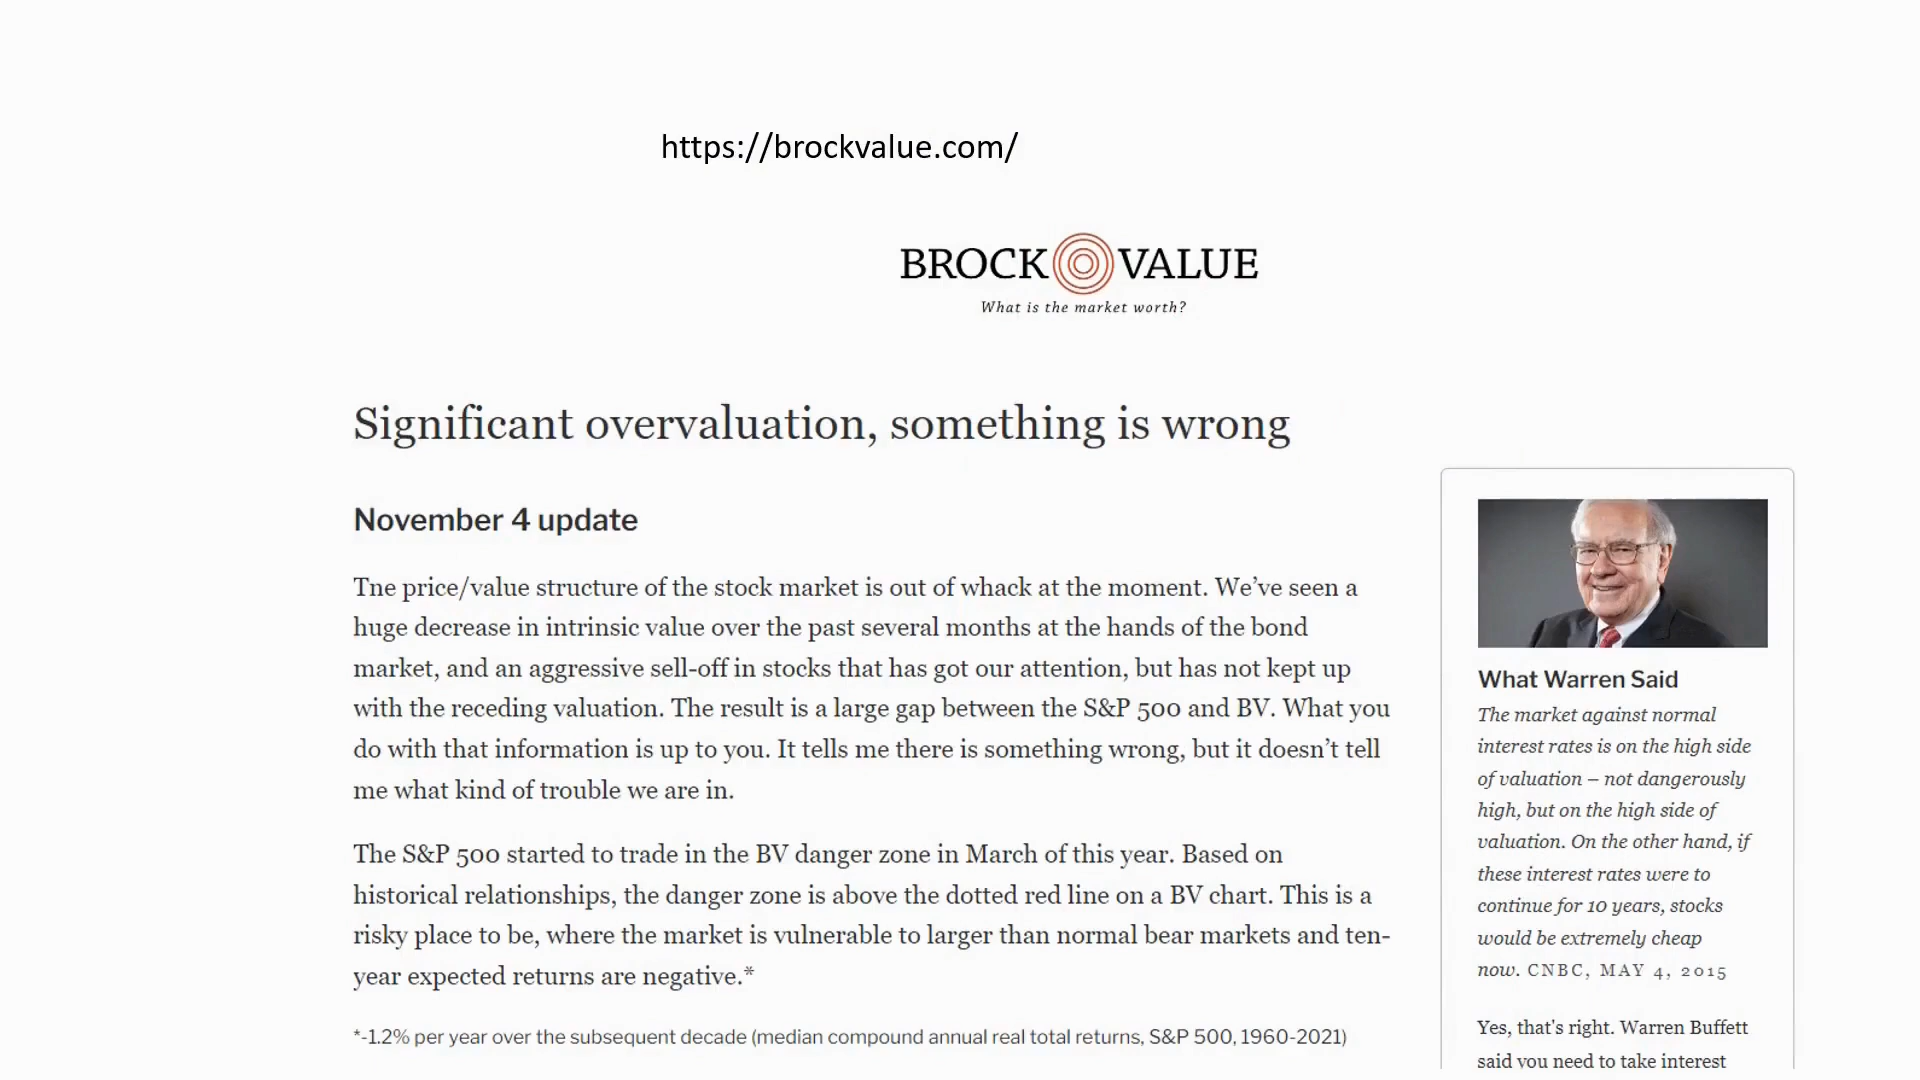 https://brockvalue.com/
BROCK VALUE
What is the market worth?
Significant overvaluation, something is wrong
November 4 update
Tne price/value structure of the stock market is out of whack at the moment. We’ve seen a
huge decrease in intrinsic value over the past several months at the hands of the bond
market, and an aggressive sell-off in stocks that has got our attention, but has not kept up
with the receding valuation. The result is a large gap between the S&P 500 and BV. What you
do with that information is up to you. It tells me there is something wrong, but it doesn’t tell
me what kind of trouble we are in.
The S&P 500 started to trade in the BV danger zone in March of this year. Based on
historical relationships, the danger zone is above the dotted red line on a BV chart. This is a
risky place to be, where the market is vulnerable to larger than normal bear markets and ten-
year expected returns are negative.*
*-1.2% per year over the subsequent decade (median compound annual real total returns, S&P 500, 1960-2021)
What Warren Said
The market against normal
interest rates is on the high side
of valuation – not dangerously
high, but on the high side of
valuation. On the other hand, if
these interest rates were to
continue for 10 years, stocks
would be extremely cheap
now. CNBC, MAY 4, 2015
Yes, that's right. Warren Buffett
said you need to take interest